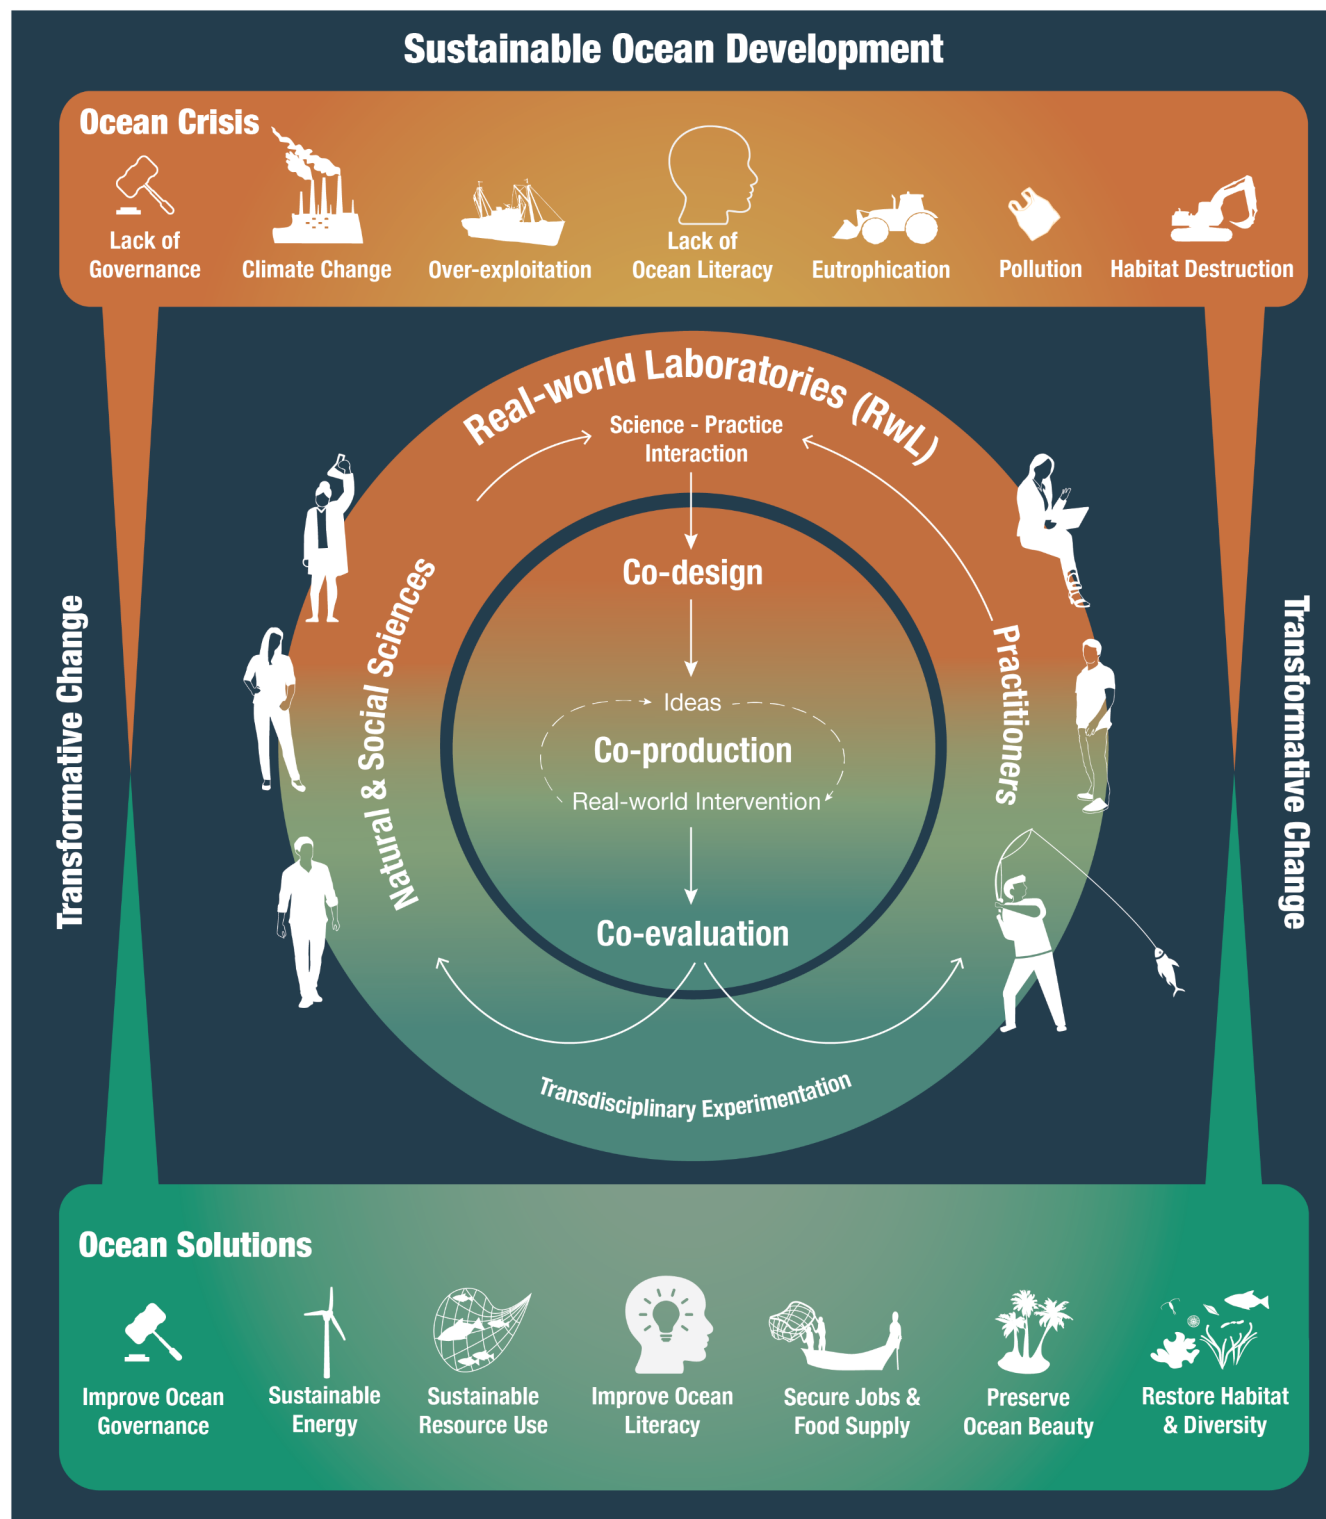 Sustainable Ocean Development
Ocean Crisis
Lack of
Governance
Climate Change
Over-exploitation
Lack of
Ocean Literacy
Eutrophication
Pollution
Habitat Destruction
Real-world Laboratories (RwL)
Science - Practice
Interaction
Co-design
Ideas
Co-production
Real-world Intervention
Co-evaluation
Natural & Social Sciences
Practitioners
Transdisciplinary Experimentation
Transformative Change
Transformative Change
Ocean Solutions
Improve Ocean
Governance
Sustainable
Energy
Sustainable
Resource Use
Improve Ocean
Literacy
Secure Jobs &
Food Supply
Preserve
Ocean Beauty
Restore Habitat
& Diversity